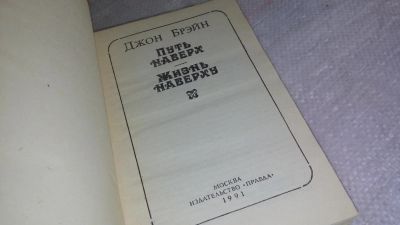 ДЖОН БРЭЙН
ПУТЬ
НАВЕРХ
ЖИЗНЬ
НАВЕРХУ
МОСКВА
ИЗДАТЕЛЬСТВО «ПРАВДА»
1991